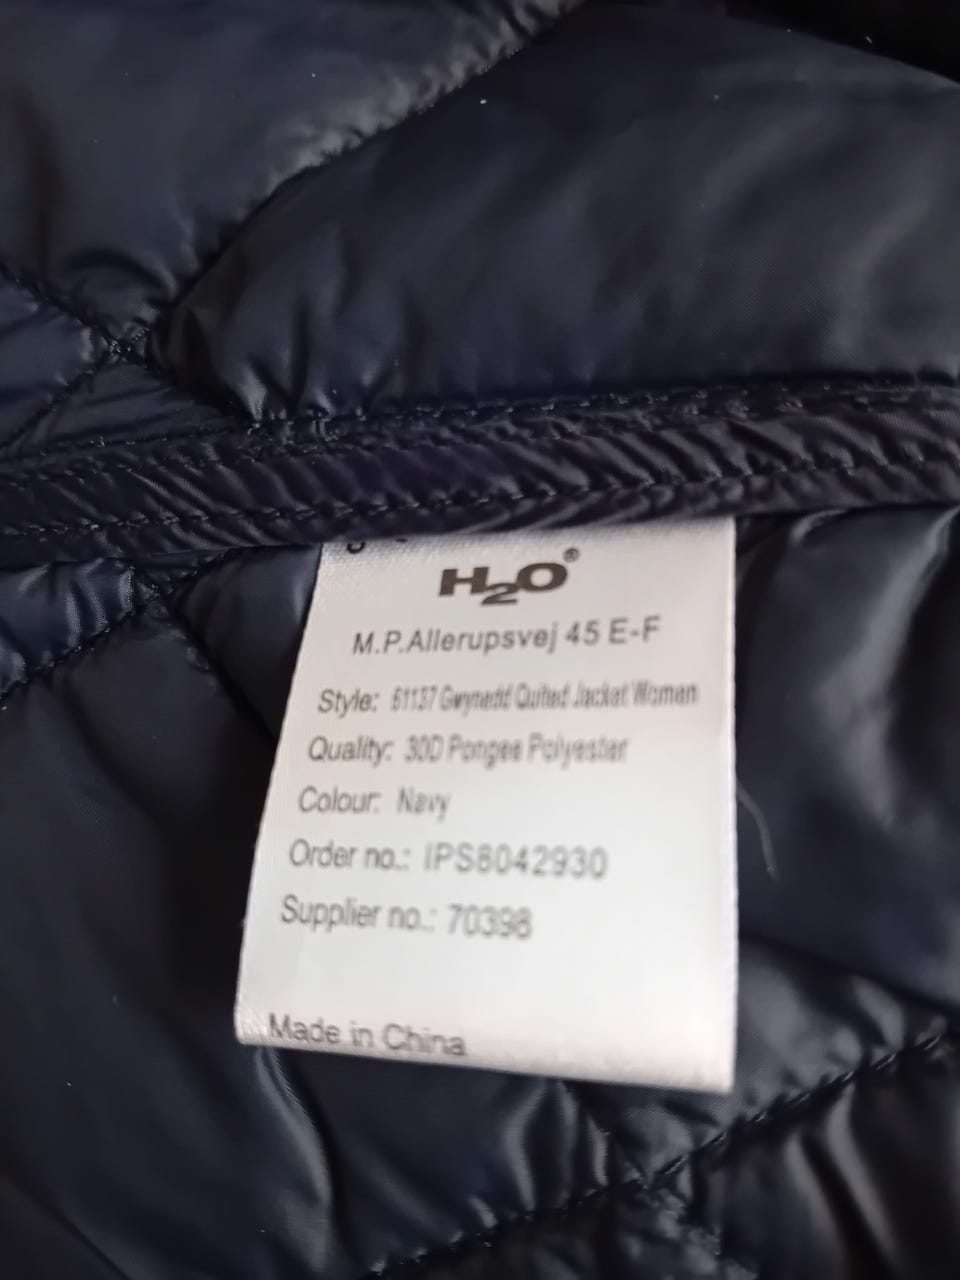 H2O®
M.P.Allerupsvej 45 E-F
Style: 61137 Gwynedd Quilted Jacket Women
Quality: 30D Pongee Polyester
Colour: Navy
Order no.: IPS8042930
Supplier no.: 70398
Made in China